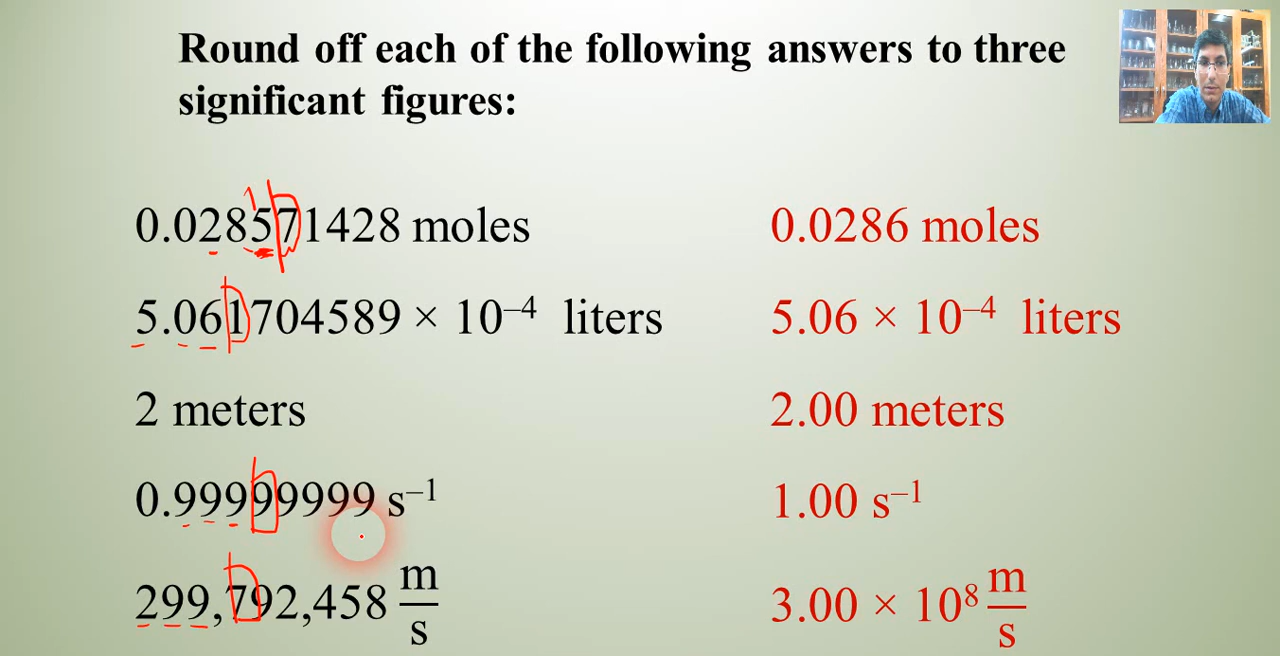 Round off each of the following answers to three
significant figures:
0.028571428 moles 0.0286 moles
5.061704589 × 10⁻⁴ liters 5.06 × 10⁻⁴ liters
2 meters 2.00 meters
0.99999999 s⁻¹ 1.00 s⁻¹
299,792,458 m/s 3.00 × 10⁸ m/s